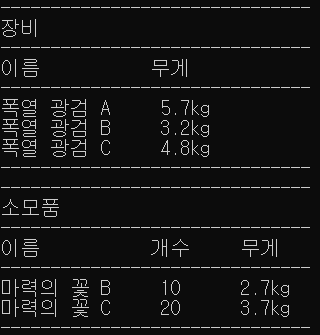 장비
이름 무게
폭열 광검 A 5.7kg
폭열 광검 B 3.2kg
폭열 광검 C 4.8kg
소모품
이름 개수 무게
마력의 꽃 B 10 2.7kg
마력의 꽃 C 20 3.7kg